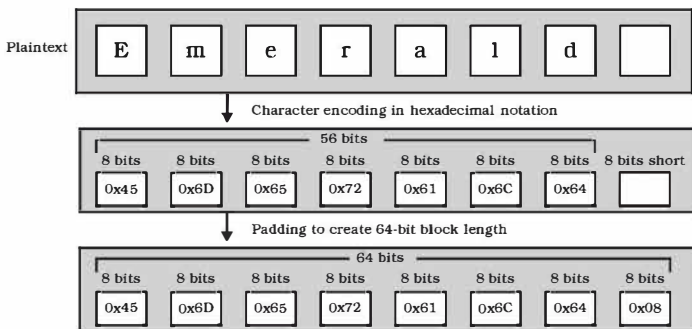 Plaintext E m e r a l d
Character encoding in hexadecimal notation
56 bits
8 bits 8 bits 8 bits 8 bits 8 bits 8 bits 8 bits 8 bits short
0x45 0x6D 0x65 0x72 0x61 0x6C 0x64
Padding to create 64-bit block length
64 bits
8 bits 8 bits 8 bits 8 bits 8 bits 8 bits 8 bits 8 bits
0x45 0x6D 0x65 0x72 0x61 0x6C 0x64 0x08